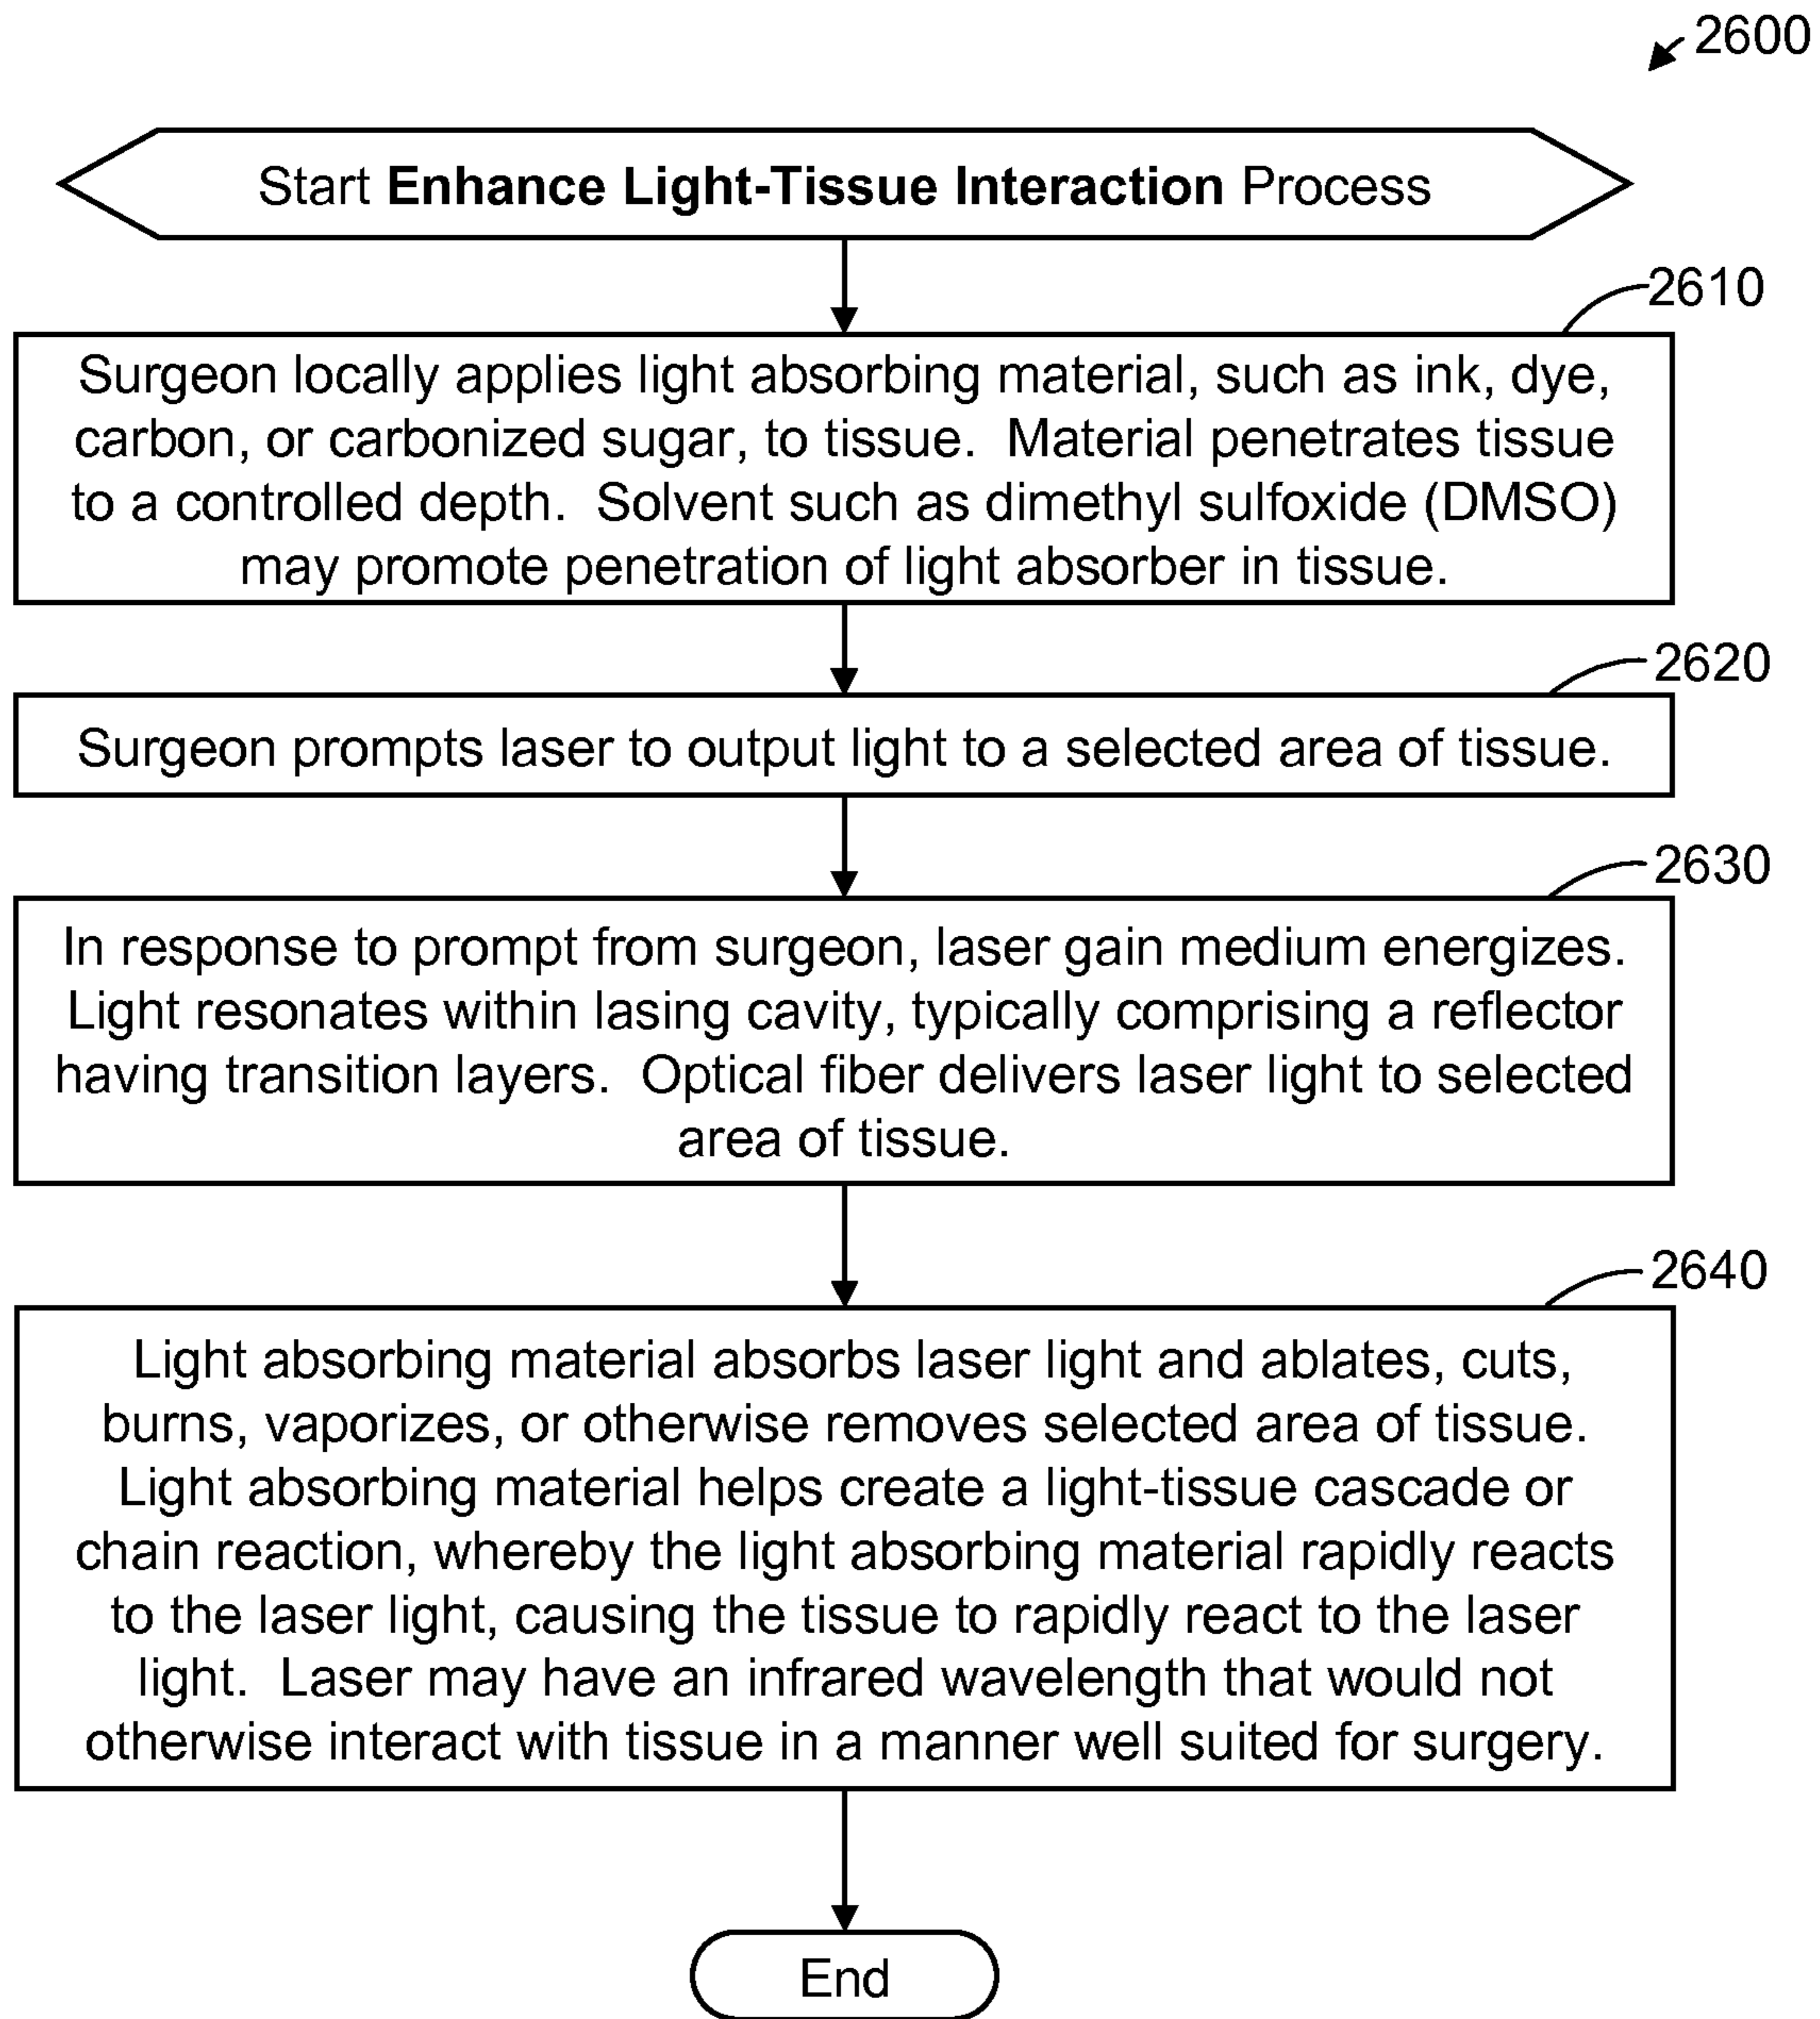 2600
Start Enhance Light-Tissue Interaction Process
2610
Surgeon locally applies light absorbing material, such as ink, dye,
carbon, or carbonized sugar, to tissue.  Material penetrates tissue
to a controlled depth.  Solvent such as dimethyl sulfoxide (DMSO)
may promote penetration of light absorber in tissue.
2620
Surgeon prompts laser to output light to a selected area of tissue.
2630
In response to prompt from surgeon, laser gain medium energizes.
Light resonates within lasing cavity, typically comprising a reflector
having transition layers.  Optical fiber delivers laser light to selected
area of tissue.
2640
Light absorbing material absorbs laser light and ablates, cuts,
burns, vaporizes, or otherwise removes selected area of tissue.
Light absorbing material helps create a light-tissue cascade or
chain reaction, whereby the light absorbing material rapidly reacts
to the laser light, causing the tissue to rapidly react to the laser
light.  Laser may have an infrared wavelength that would not
otherwise interact with tissue in a manner well suited for surgery.
End